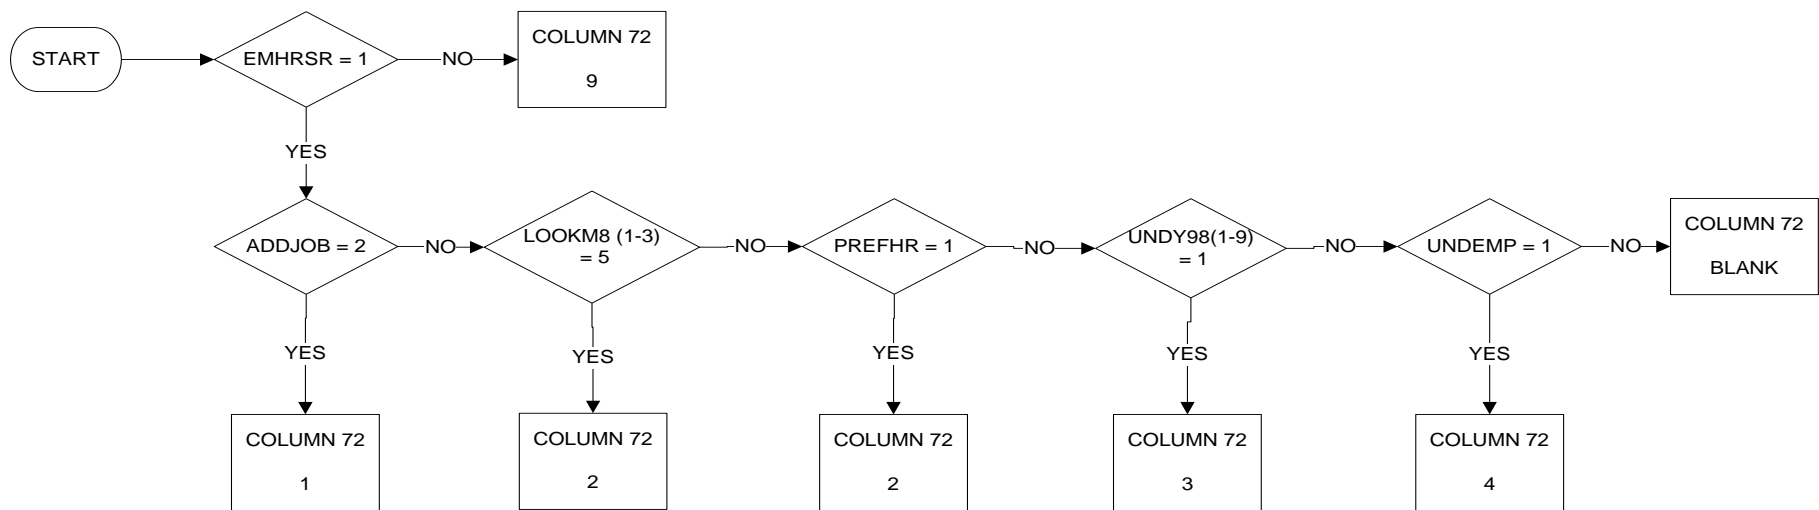 START
EMHRSR = 1
NO
COLUMN 72
9
YES
ADDJOB = 2
NO
LOOKM8 (1-3)
= 5
NO
PREFHR = 1
NO
UNDY98(1-9)
= 1
NO
UNDEMP = 1
NO
COLUMN 72
BLANK
YES
YES
YES
YES
YES
COLUMN 72
1
COLUMN 72
2
COLUMN 72
2
COLUMN 72
3
COLUMN 72
4